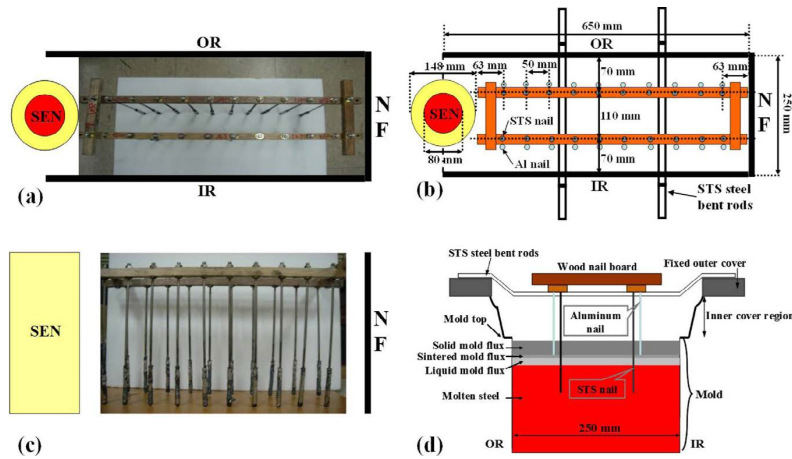 OR
SEN
N
F
IR
(a)
650 mm
OR
148 mm
63 mm
50 mm
63 mm
70 mm
SEN
STS nail
110 mm
N
F
250 mm
80 mm
Al nail
70 mm
IR
STS steel
bent rods
(b)
SEN
N
F
(c)
STS steel bent rods
Wood nail board
Fixed outer cover
Mold top
Aluminum
nail
Inner cover region
Solid mold flux
Sintered mold flux
Liquid mold flux
STS nail
Molten steel
Mold
250 mm
OR
IR
(d)